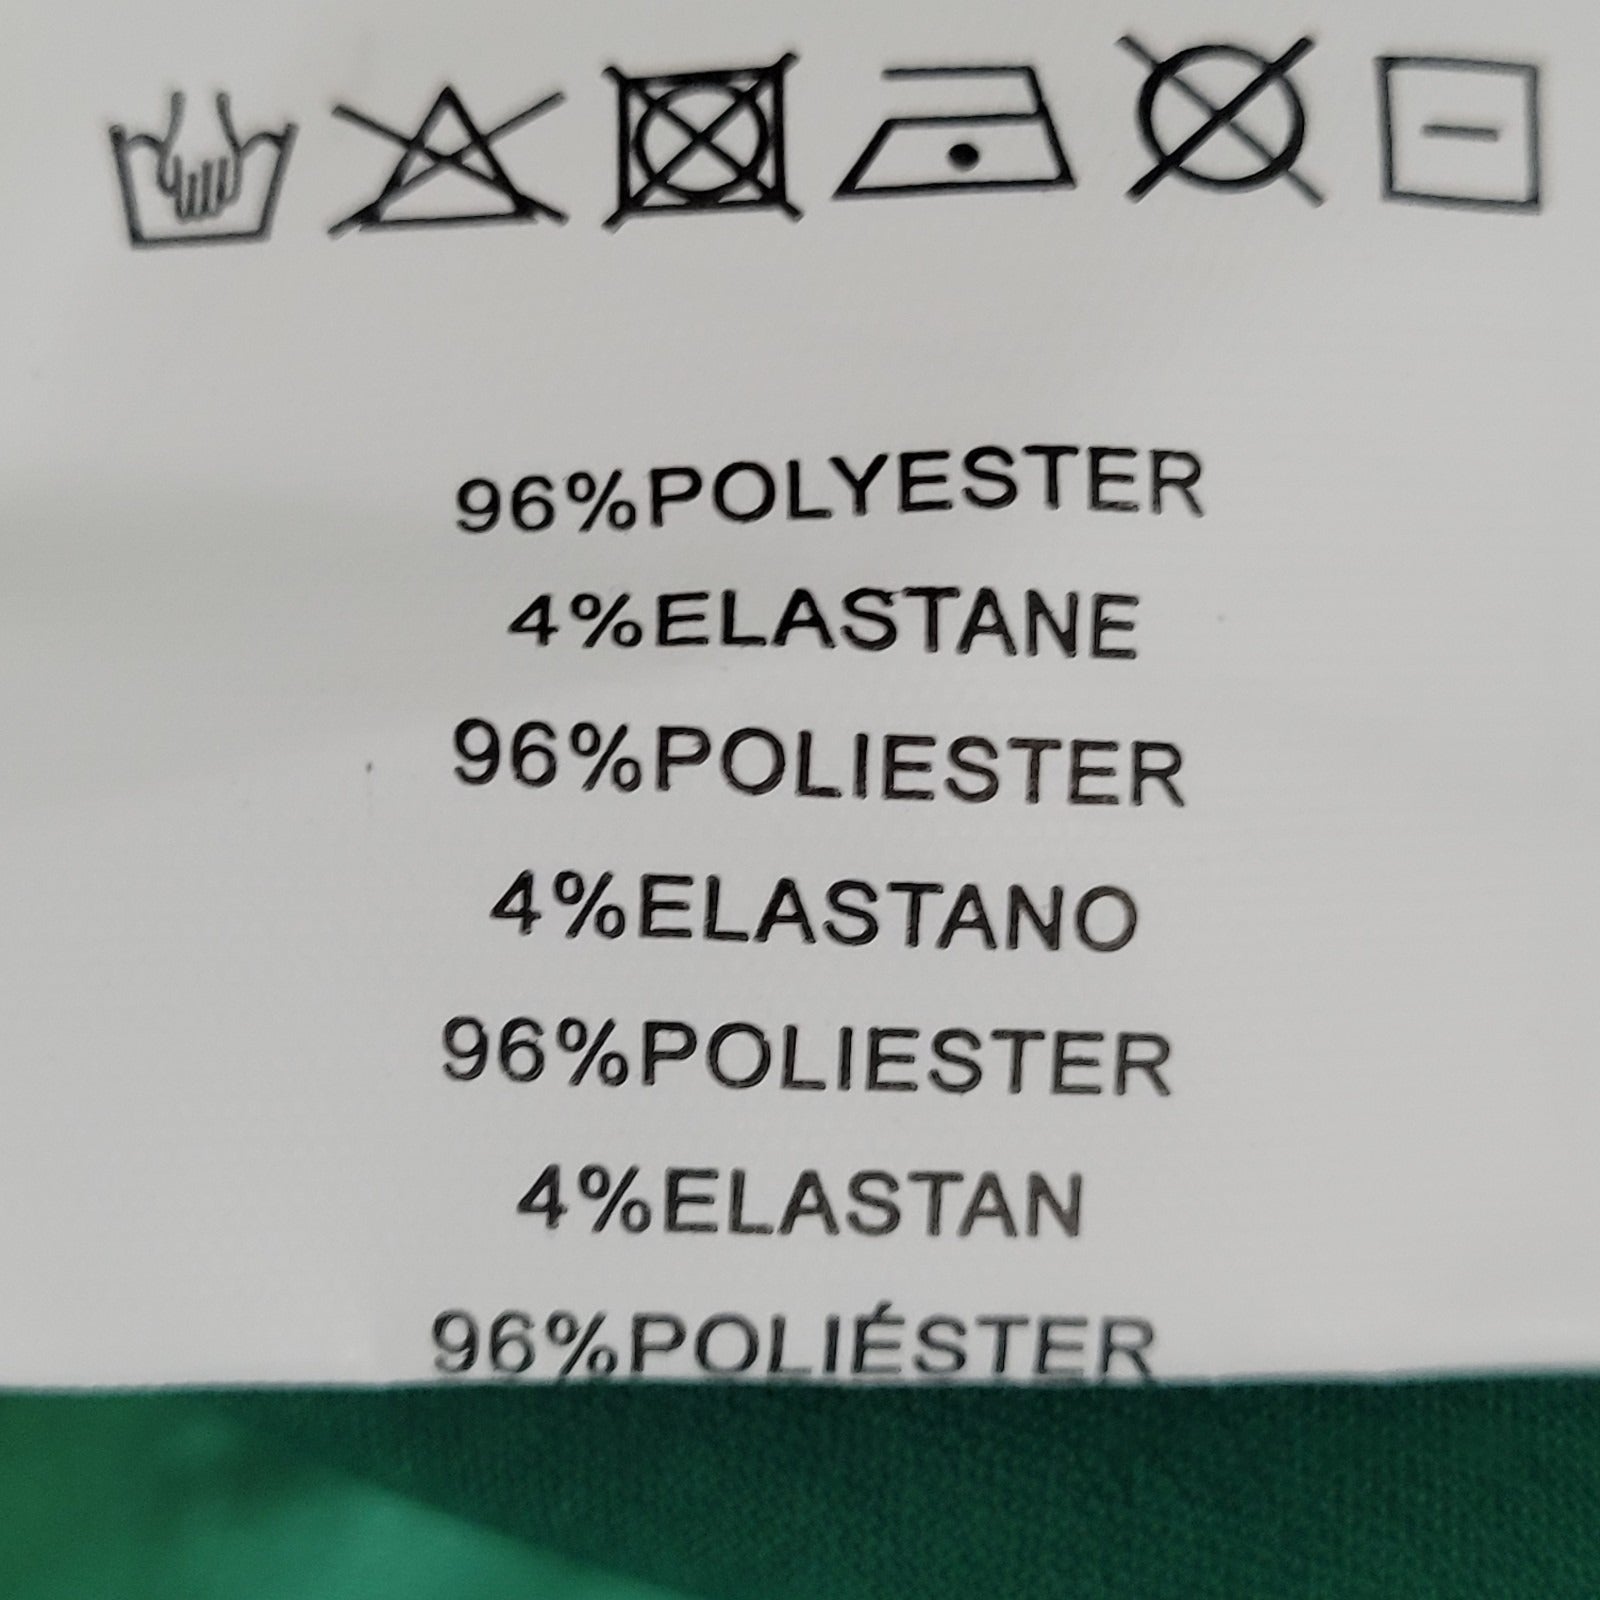 96%POLYESTER
4%ELASTANE
96%POLIESTER
4%ELASTANO
96%POLIESTER
4%ELASTAN
96%POLIÉSTER